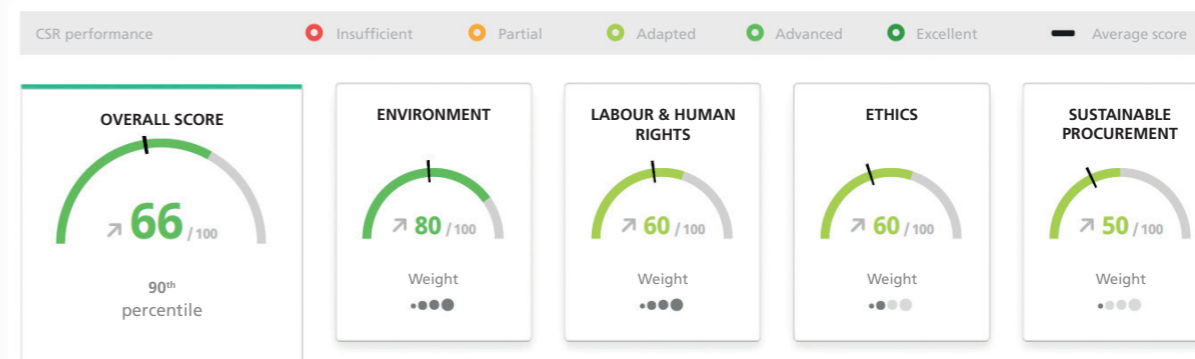 CSR performance
Insufficient
Partial
Adapted
Advanced
Excellent
Average score
OVERALL SCORE
66 / 100
90th
percentile
ENVIRONMENT
80 / 100
Weight
LABOUR & HUMAN
RIGHTS
60 / 100
Weight
ETHICS
60 / 100
Weight
SUSTAINABLE
PROCUREMENT
50 / 100
Weight